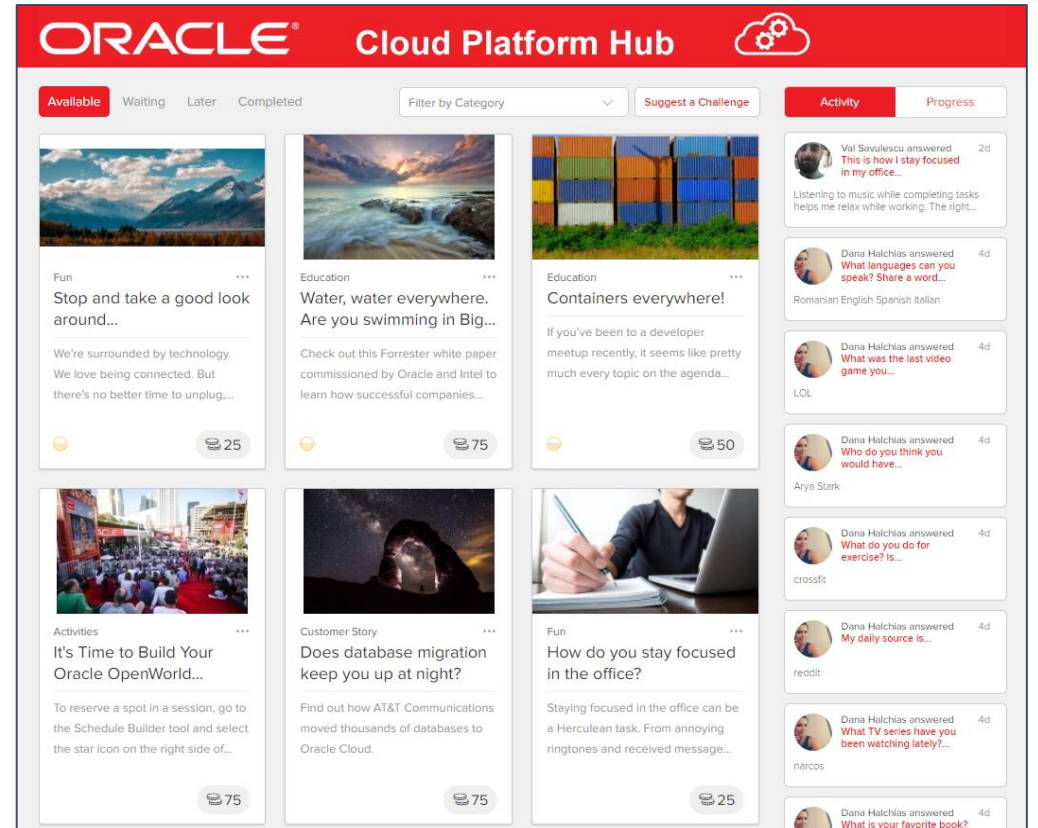 ORACLE® Cloud Platform Hub
Available Waiting Later Completed
Filter by Category
Suggest a Challenge
Activity Progress
Fun
Stop and take a good look
around...
We're surrounded by technology.
We love being connected. But
there's no better time to unplug,...
25
Education
Water, water everywhere.
Are you swimming in Big...
Check out this Forrester white paper
commissioned by Oracle and Intel to
learn how successful companies...
75
Education
Containers everywhere!
If you've been to a developer
meetup recently, it seems like pretty
much every topic on the agenda...
50
Activities
It's Time to Build Your
Oracle OpenWorld...
To reserve a spot in a session, go to
the Schedule Builder tool and select
the star icon on the right side of...
75
Customer Story
Does database migration
keep you up at night?
Find out how AT&T Communications
moved thousands of databases to
Oracle Cloud.
75
Fun
How do you stay focused
in the office?
Staying focused in the office can be
a Herculean task. From annoying
ringtones and received message...
25
Val Savulescu answered 2d
This is how I stay focused
in my office...
Listening to music while completing tasks
helps me relax while working. The right...
Dana Halchias answered 4d
What languages can you
speak? Share a word...
Romanian English Spanish Italian
Dana Halchias answered 4d
What was the last video
game you...
LOL
Dana Halchias answered 4d
Who do you think you
would have...
Arya Stark
Dana Halchias answered 4d
What do you do for
exercise? Is...
crossfit
Dana Halchias answered 4d
My daily source is...
reddit
Dana Halchias answered 4d
What TV series have you
been watching lately?...
narcos
Dana Halchias answered 4d
What is your favorite book?